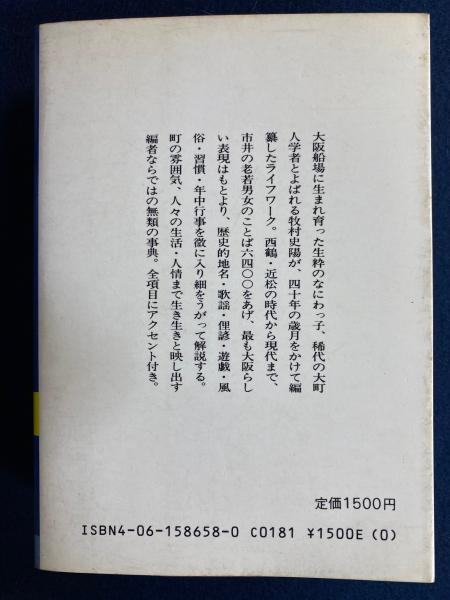 大阪船場に生まれ育った生粋のなにわっ子、稀代の大町
人学者とよばれる牧村史陽が、四十年の歳月をかけて編
纂したライフワーク。西鶴・近松の時代から現代まで、
市井の老若男女のことば六四〇〇をあげ、最も大阪らし
い表現はもとより、歴史的地名・歌謡・俚諺・遊戯・風
俗・習慣・年中行事を微に入り細をうがって解説する。
町の雰囲気、人々の生活・人情まで生き生きと映し出す
編者ならではの無類の事典。全項目にアクセント付き。
定価1500円
ISBN4-06-158658-0 C0181 ¥1500E (0)